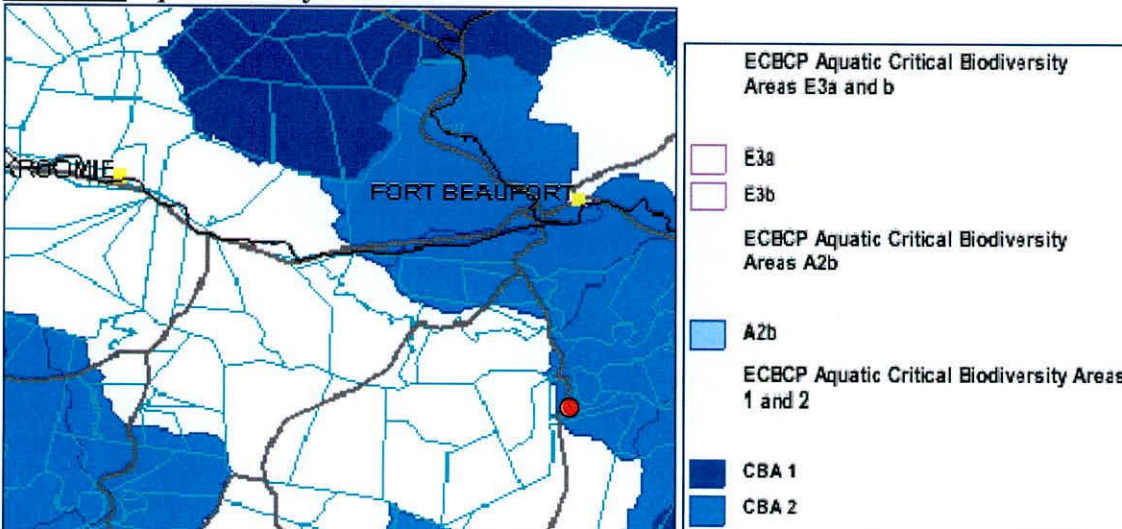 KROOMIE
FORT BEAUFORT
ECBCP Aquatic Critical Biodiversity
Areas E3a and b
E3a
E3b
ECBCP Aquatic Critical Biodiversity
Areas A2b
A2b
ECBCP Aquatic Critical Biodiversity Areas
1 and 2
CBA 1
CBA 2